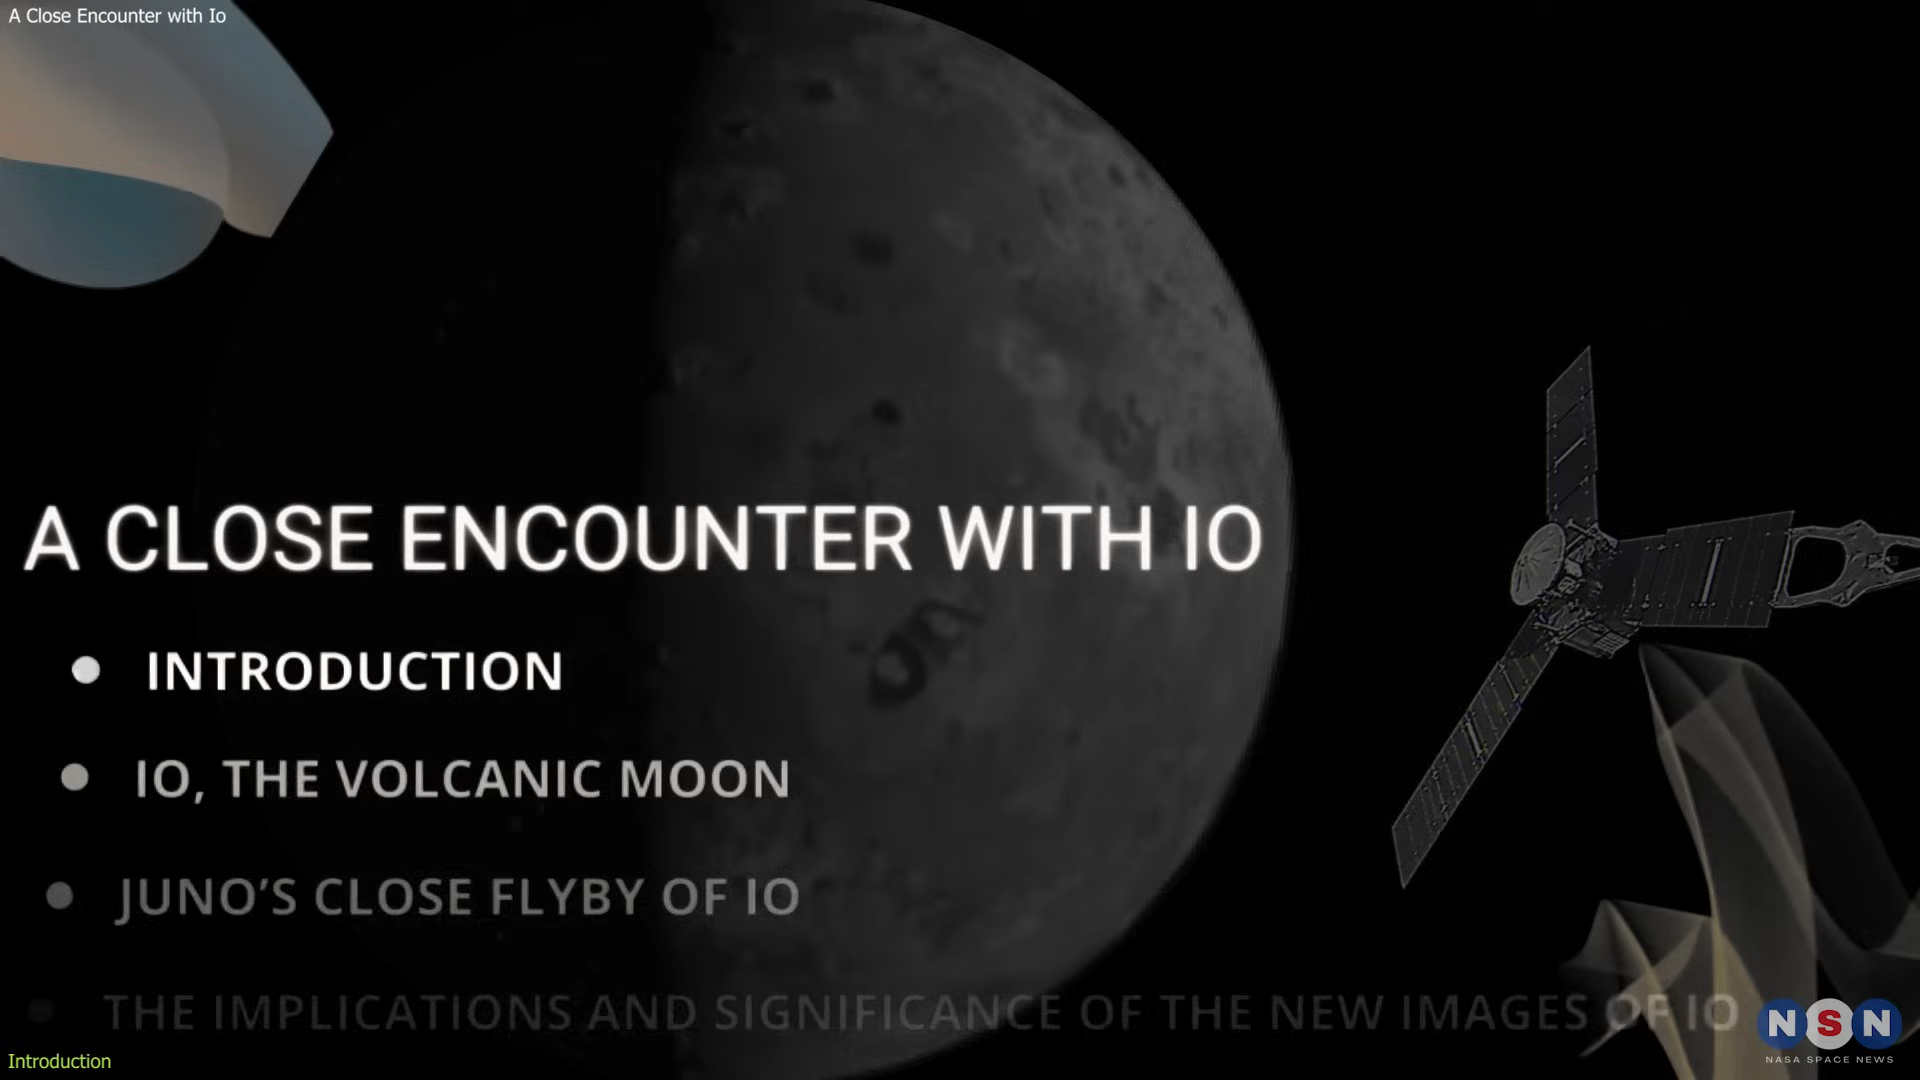 A Close Encounter with Io
A CLOSE ENCOUNTER WITH IO
INTRODUCTION
IO, THE VOLCANIC MOON
JUNO’S CLOSE FLYBY OF IO
THE IMPLICATIONS AND SIGNIFICANCE OF THE NEW IMAGES OF IO
NSN
NASA SPACE NEWS
Introduction